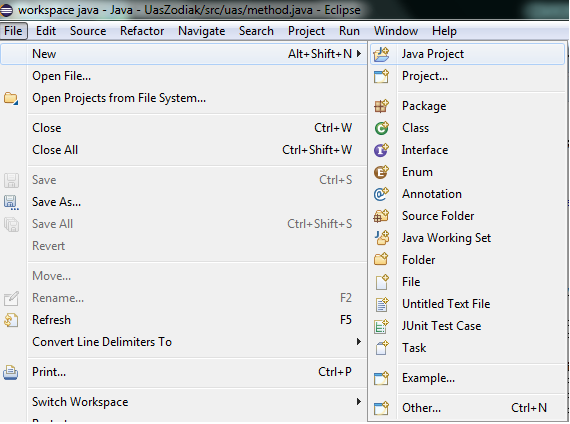 workspace java - Java - UasZodiak/src/uas/method.java - Eclipse
File Edit Source Refactor Navigate Search Project Run Window Help
New Alt+Shift+N
Open File...
Open Projects from File System...
Close Ctrl+W
Close All Ctrl+Shift+W
Save Ctrl+S
Save As...
Save All Ctrl+Shift+S
Revert
Move...
Rename... F2
Refresh F5
Convert Line Delimiters To
Print... Ctrl+P
Switch Workspace
Java Project
Project...
Package
Class
Interface
Enum
Annotation
Source Folder
Java Working Set
Folder
File
Untitled Text File
JUnit Test Case
Task
Example...
Other... Ctrl+N